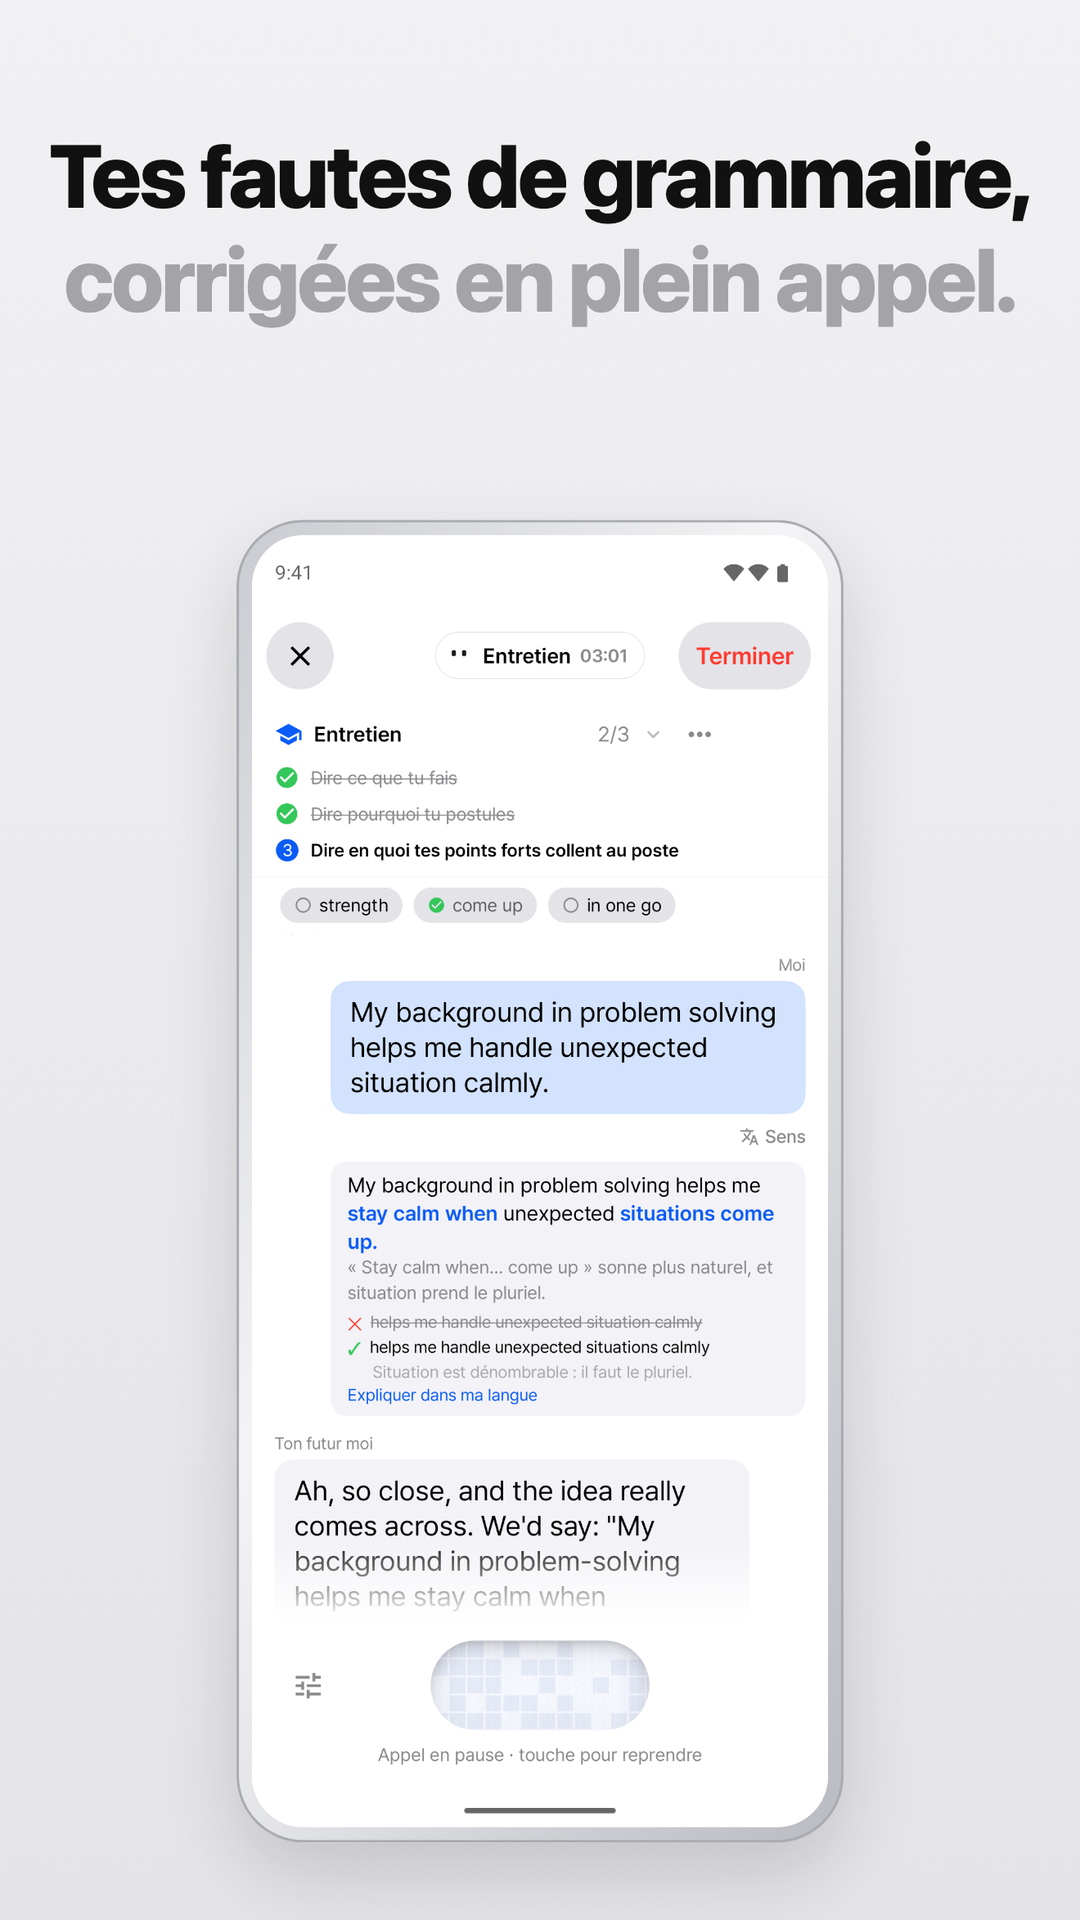 Tes fautes de grammaire,
corrigées en plein appel.
9:41
Entretien 03:01
Terminer
Entretien
2/3
Dire ce que tu fais
Dire pourquoi tu postules
3 Dire en quoi tes points forts collent au poste
strength
come up
in one go
Moi
My background in problem solving
helps me handle unexpected
situation calmly.
Sens
My background in problem solving helps me
stay calm when unexpected situations come
up.
« Stay calm when... come up » sonne plus naturel, et
situation prend le pluriel.
helps me handle unexpected situation calmly
helps me handle unexpected situations calmly
Situation est dénombrable : il faut le pluriel.
Expliquer dans ma langue
Ton futur moi
Ah, so close, and the idea really
comes across. We'd say: "My
background in problem-solving
helps me stay calm when
Appel en pause · touche pour reprendre